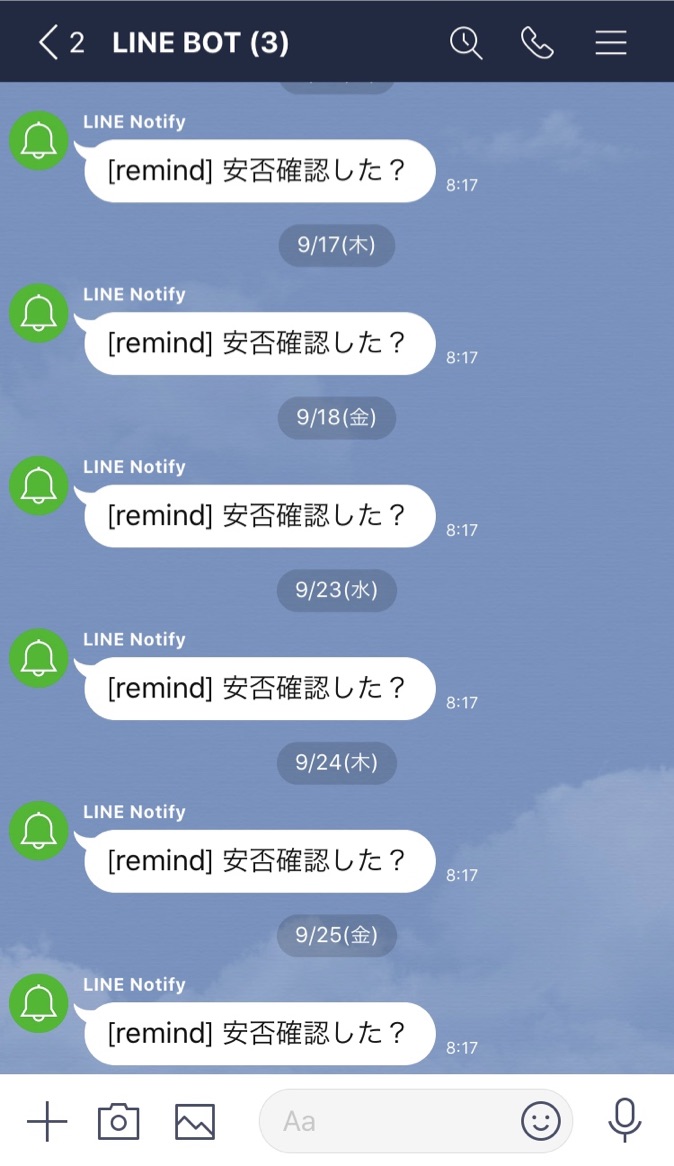 2 LINE BOT (3)
LINE Notify
[remind] 安否確認した？
8:17
9/17(木)
LINE Notify
[remind] 安否確認した？
8:17
9/18(金)
LINE Notify
[remind] 安否確認した？
8:17
9/23(水)
LINE Notify
[remind] 安否確認した？
8:17
9/24(木)
LINE Notify
[remind] 安否確認した？
8:17
9/25(金)
LINE Notify
[remind] 安否確認した？
8:17
Aa